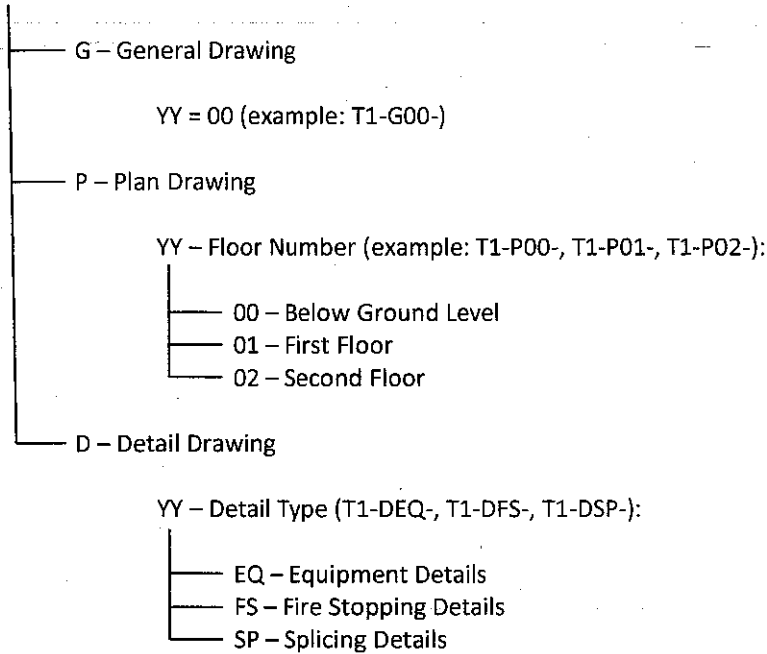 G – General Drawing
YY = 00 (example: T1-G00-)
P – Plan Drawing
YY – Floor Number (example: T1-P00-, T1-P01-, T1-P02-):
00 – Below Ground Level
01 – First Floor
02 – Second Floor
D – Detail Drawing
YY – Detail Type (T1-DEQ-, T1-DFS-, T1-DSP-):
EQ – Equipment Details
FS – Fire Stopping Details
SP – Splicing Details